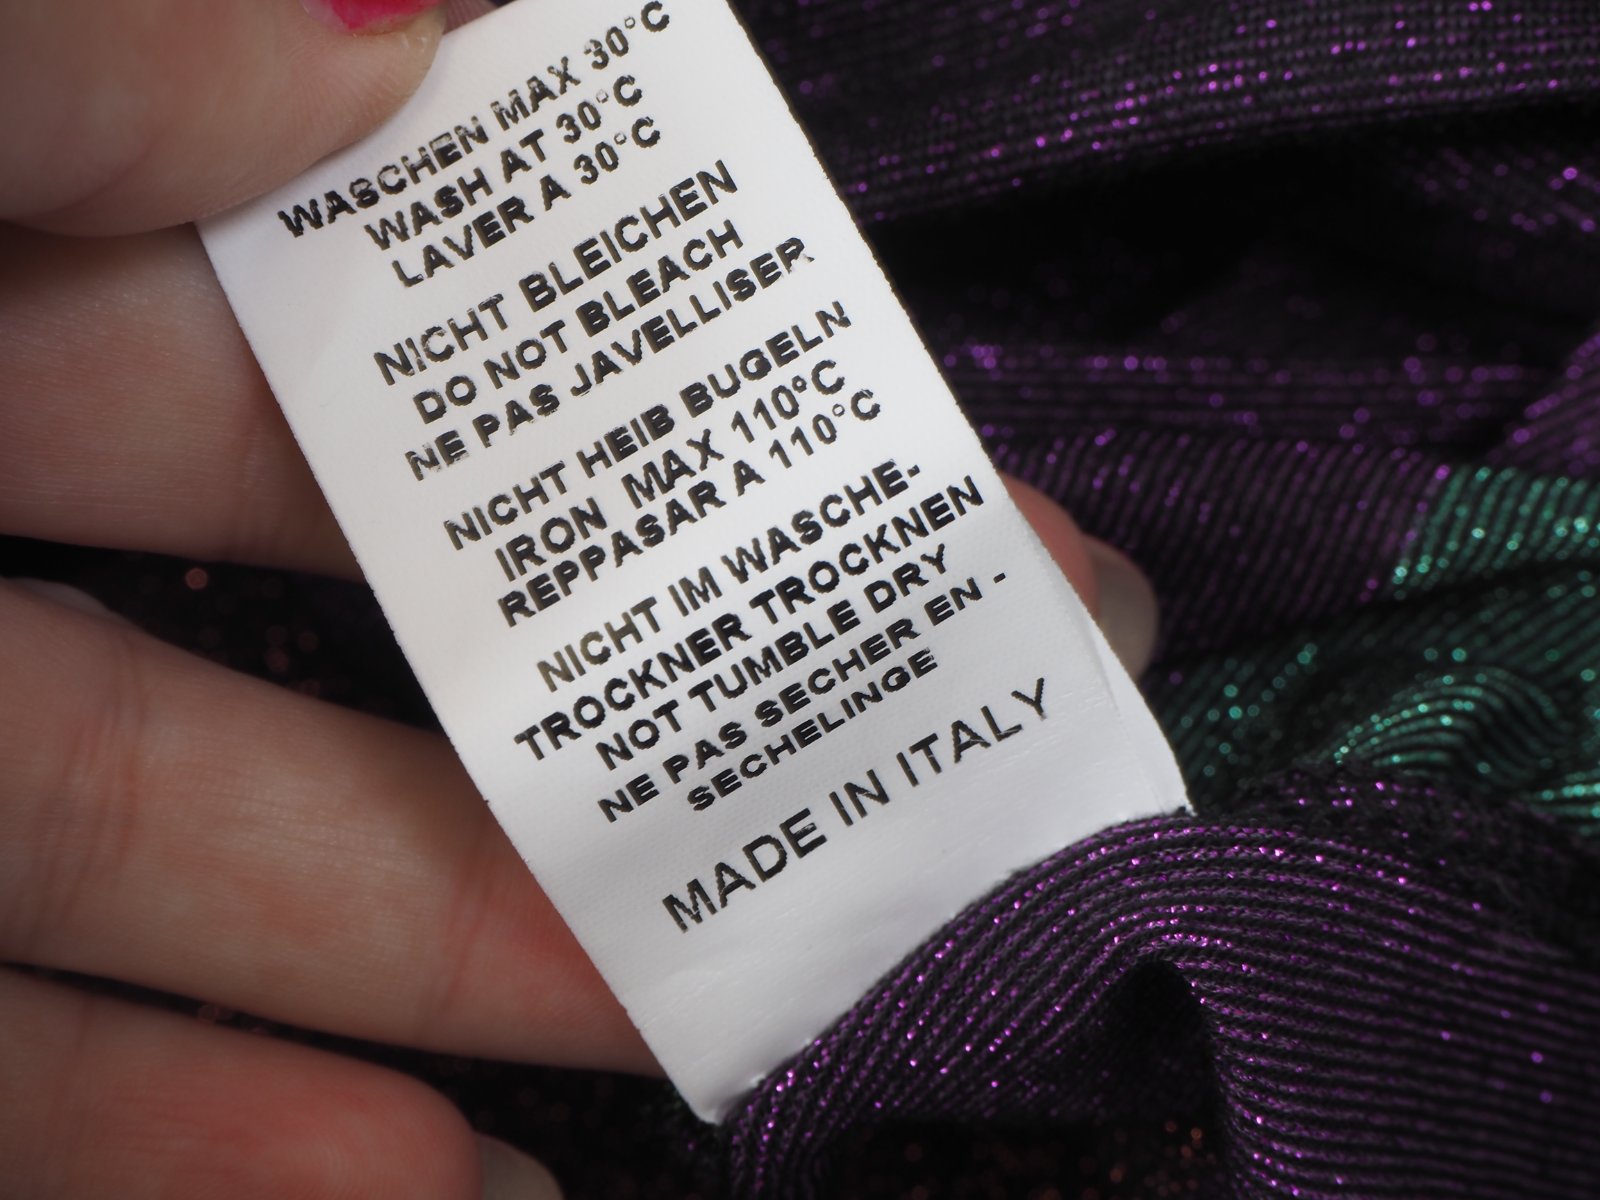 WASCHEN MAX 30°C
WASH AT 30°C
LAVER A 30°C
NICHT BLEICHEN
DO NOT BLEACH
NE PAS JAVELLISER
NICHT HEIB BUGELN
IRON MAX 110°C
REPPASAR A 110°C
NICHT IM WASCHE-
TROCKNER TROCKNEN
NOT TUMBLE DRY
NE PAS SECHER EN -
SECHELINGE
MADE IN ITALY